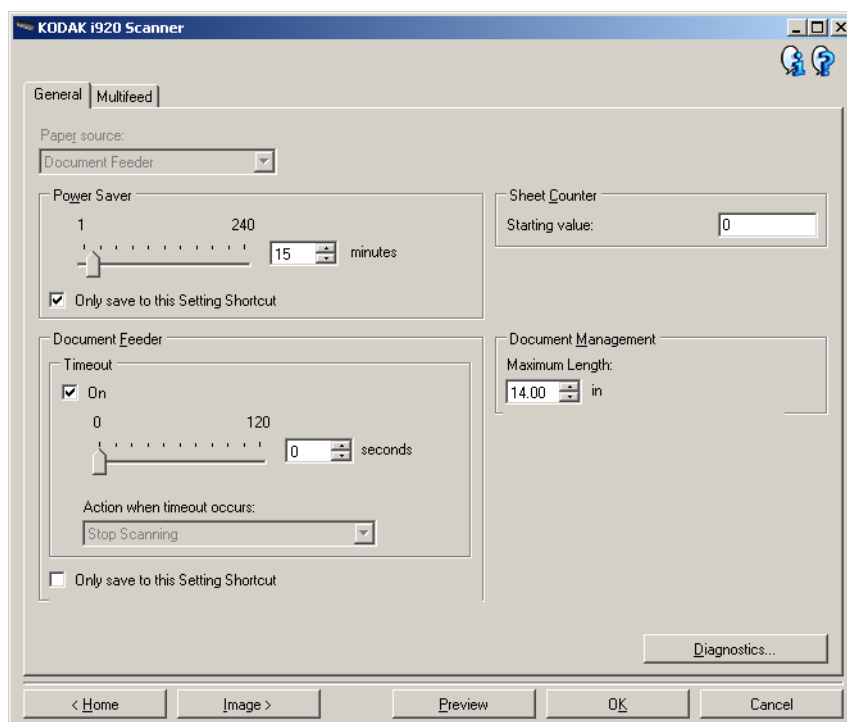 KODAK i920 Scanner
General
Multifeed
Paper source:
Document Feeder
Power Saver
1 240
15 minutes
Only save to this Setting Shortcut
Sheet Counter
Starting value: 0
Document Feeder
Timeout
On
0 120
0 seconds
Action when timeout occurs:
Stop Scanning
Only save to this Setting Shortcut
Document Management
Maximum Length:
14.00 in
Diagnostics...
< Home
Image >
Preview
OK
Cancel